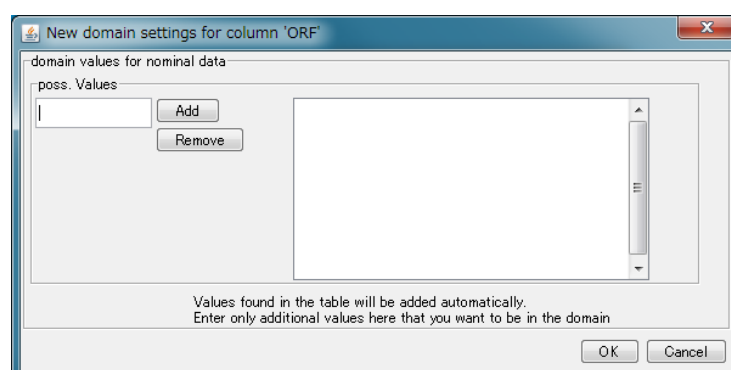 New domain settings for column 'ORF'
domain values for nominal data
poss. Values
Add
Remove
Values found in the table will be added automatically.
Enter only additional values here that you want to be in the domain
OK
Cancel